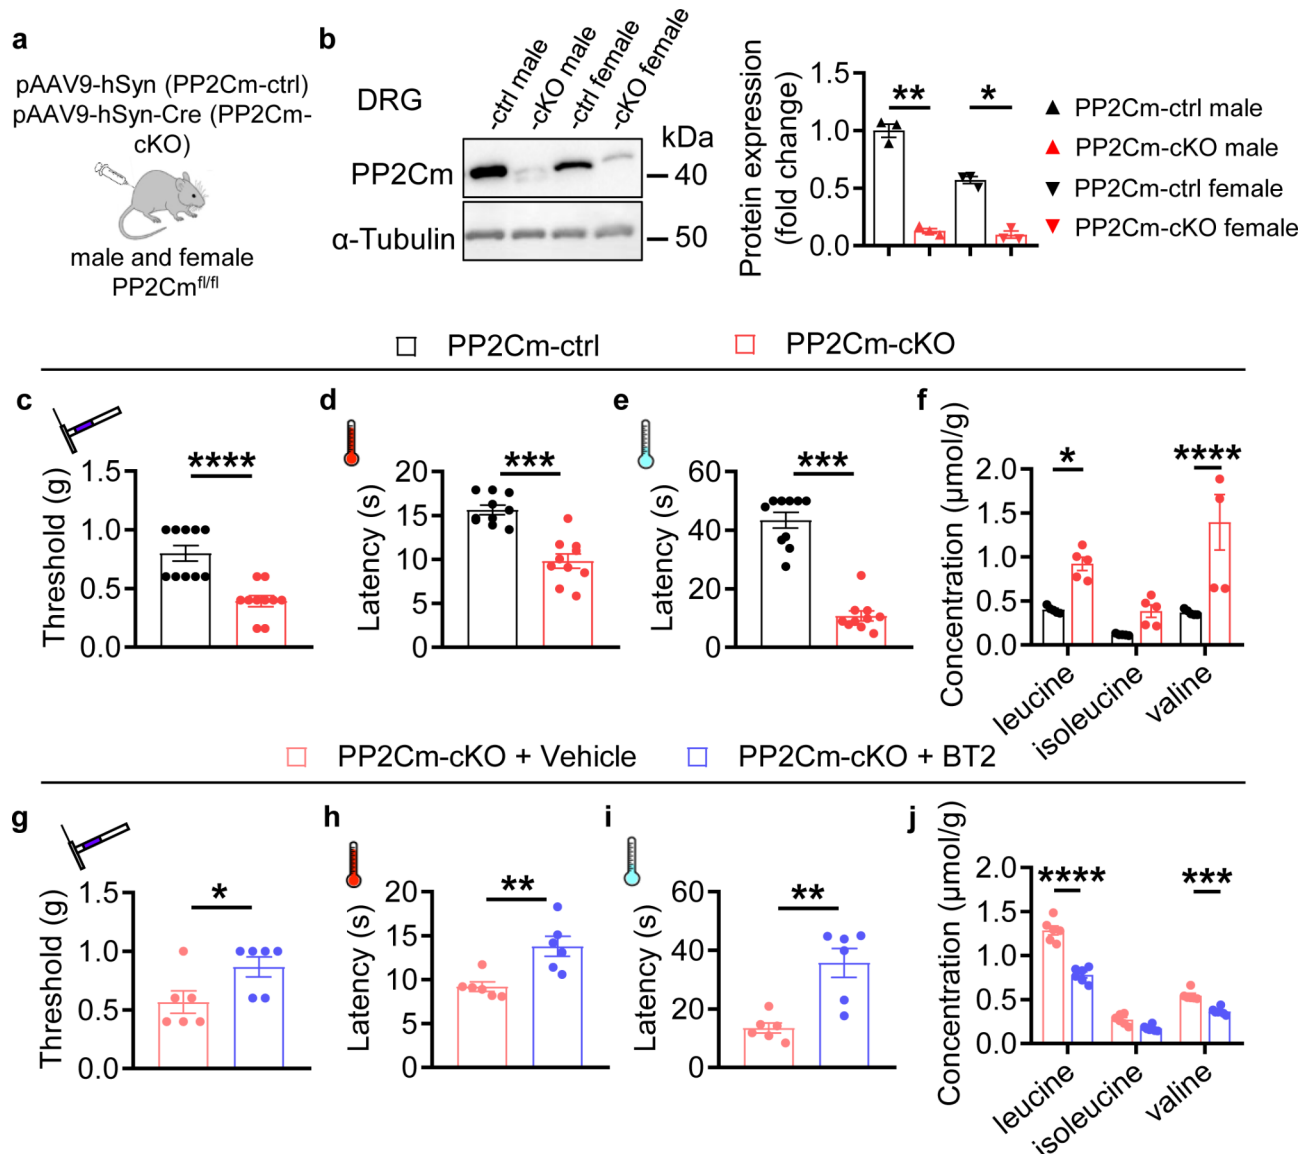 a
pAAV9-hSyn (PP2Cm-ctrl)
pAAV9-hSyn-Cre (PP2Cm-
cKO)
male and female
PP2Cmfl/fl
b
-ctrl male
-cKO male
-ctrl female
-cKO female
DRG
kDa
PP2Cm
40
α-Tubulin
50
Protein expression
(fold change)
1.5
1.0
0.5
0.0
**
*
PP2Cm-ctrl male
PP2Cm-cKO male
PP2Cm-ctrl female
PP2Cm-cKO female
PP2Cm-ctrl
PP2Cm-cKO
c
Threshold (g)
1.5
1.0
0.5
0.0
****
d
Latency (s)
20
15
10
5
0
***
e
Latency (s)
60
40
20
0
***
f
Concentration (μmol/g)
2.0
1.5
1.0
0.5
0.0
*
****
leucine
isoleucine
valine
PP2Cm-cKO + Vehicle
PP2Cm-cKO + BT2
g
Threshold (g)
1.5
1.0
0.5
0.0
*
h
Latency (s)
20
15
10
5
0
**
i
Latency (s)
60
40
20
0
**
j
Concentration (μmol/g)
2.0
1.5
1.0
0.5
0.0
****
***
leucine
isoleucine
valine